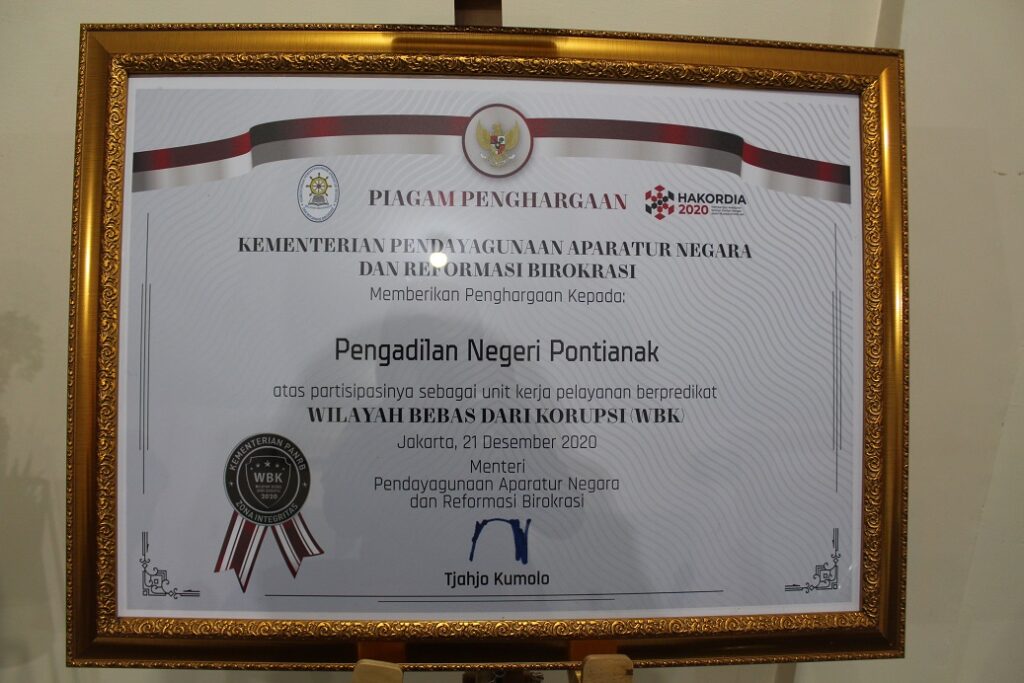 PIAGAM PENGHARGAAN
HAKORDIA
2020
KEMENTERIAN PENDAYAGUNAAN APARATUR NEGARA
DAN REFORMASI BIROKRASI
Memberikan Penghargaan Kepada:
Pengadilan Negeri Pontianak
atas partisipasinya sebagai unit kerja pelayanan berpredikat
WILAYAH BEBAS DARI KORUPSI (WBK)
Jakarta, 21 Desember 2020
Menteri
Pendayagunaan Aparatur Negara
dan Reformasi Birokrasi
Tjahjo Kumolo
KEMENTERIAN PANRB
WBK
2020
ZONA INTEGRITAS